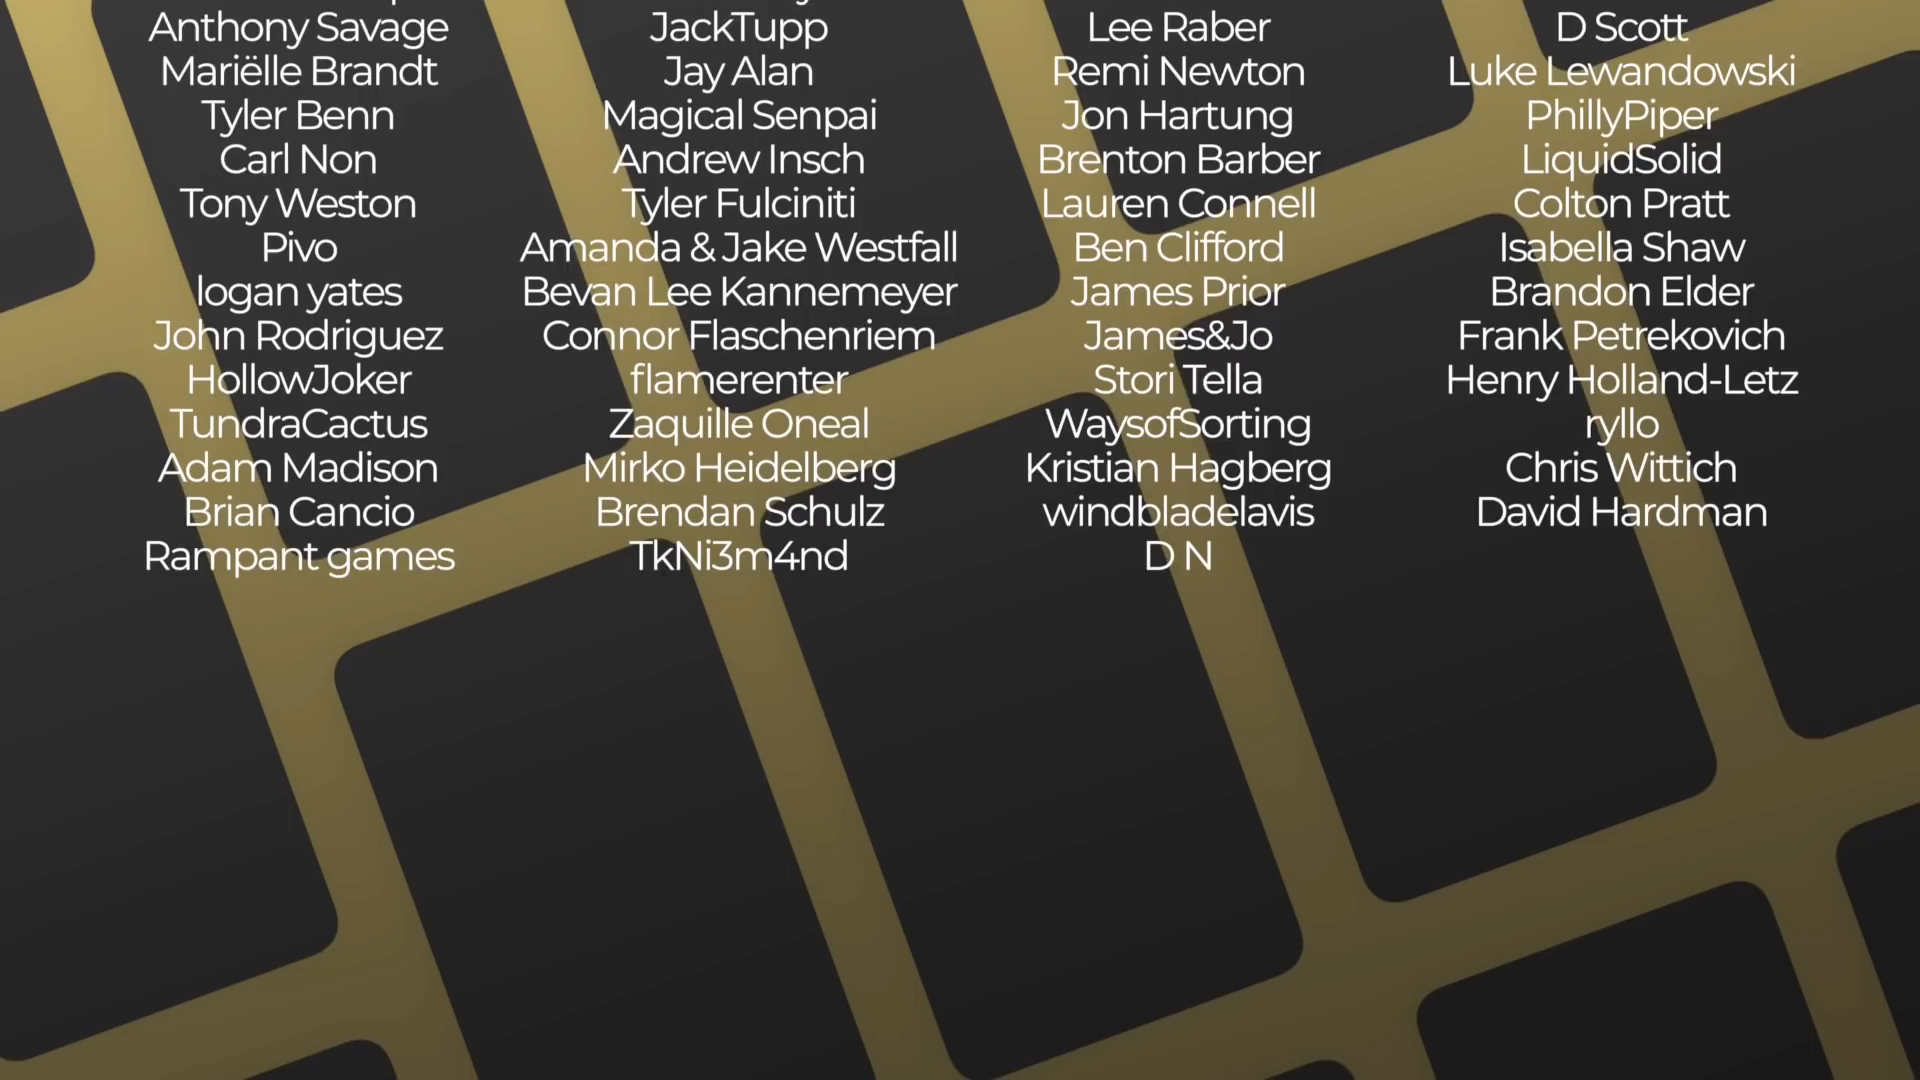 Anthony Savage
Mariëlle Brandt
Tyler Benn
Carl Non
Tony Weston
Pivo
logan yates
John Rodriguez
HollowJoker
TundraCactus
Adam Madison
Brian Cancio
Rampant games
JackTupp
Jay Alan
Magical Senpai
Andrew Insch
Tyler Fulciniti
Amanda & Jake Westfall
Bevan Lee Kannemeyer
Connor Flaschenriem
flamerenter
Zaquille Oneal
Mirko Heidelberg
Brendan Schulz
TkNi3m4nd
Lee Raber
Remi Newton
Jon Hartung
Brenton Barber
Lauren Connell
Ben Clifford
James Prior
James&Jo
Stori Tella
WaysofSorting
Kristian Hagberg
windbladelavis
D N
D Scott
Luke Lewandowski
PhillyPiper
LiquidSolid
Colton Pratt
Isabella Shaw
Brandon Elder
Frank Petrekovich
Henry Holland-Letz
ryllo
Chris Wittich
David Hardman